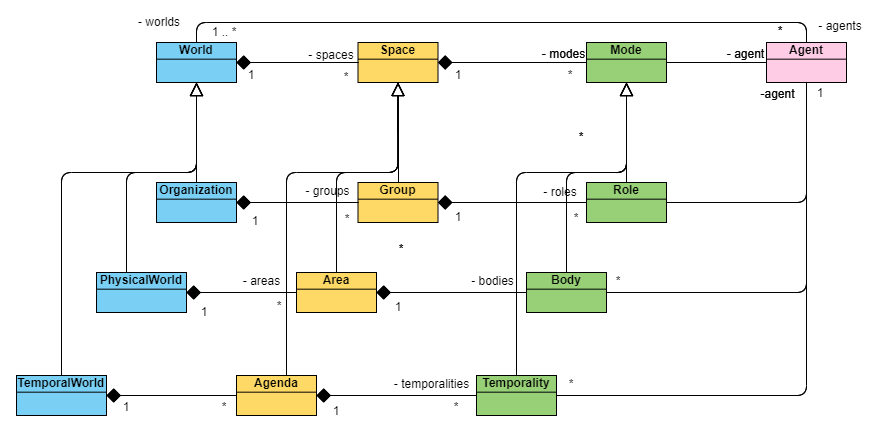 - worlds
1 .. *
*
- agents
World
- spaces
Space
- modes
Mode
- agent
Agent
1
*
1
*
-agent
1
*
Organization
- groups
Group
- roles
Role
1
*
1
*
*
PhysicalWorld
- areas
Area
- bodies
Body
*
1
*
1
TemporalWorld
Agenda
- temporalities
Temporality
*
1
*
1
*